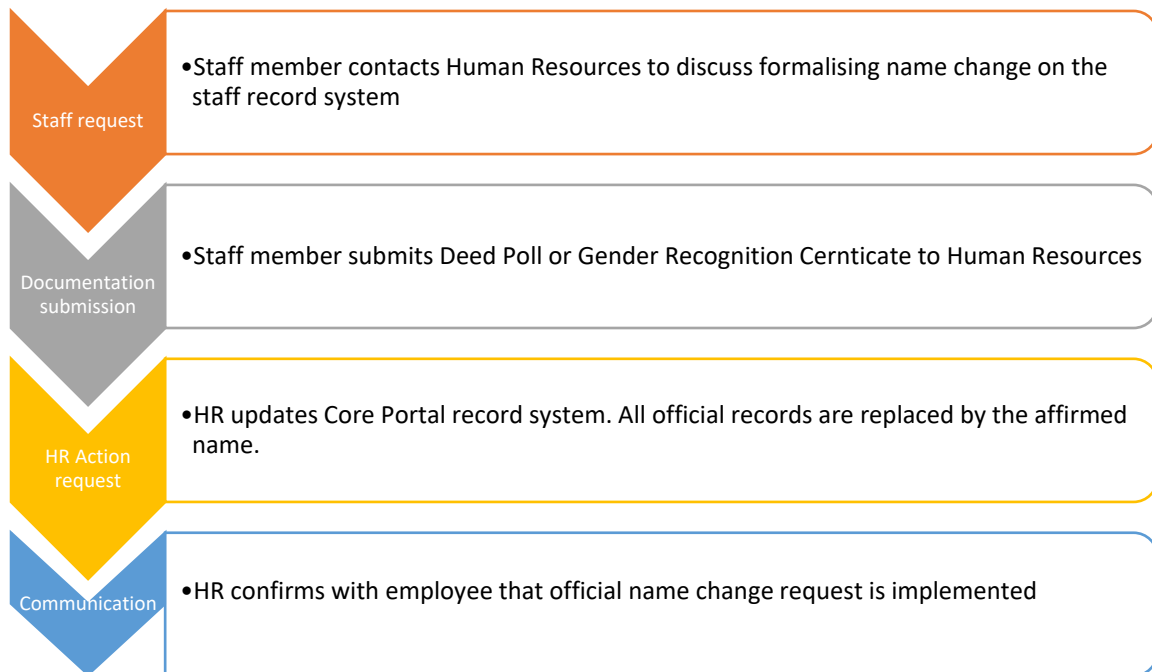 Staff request
•Staff member contacts Human Resources to discuss formalising name change on the
staff record system
Documentation
submission
•Staff member submits Deed Poll or Gender Recognition Cernticate to Human Resources
HR Action
request
•HR updates Core Portal record system. All official records are replaced by the affirmed
name.
Communication
•HR confirms with employee that official name change request is implemented